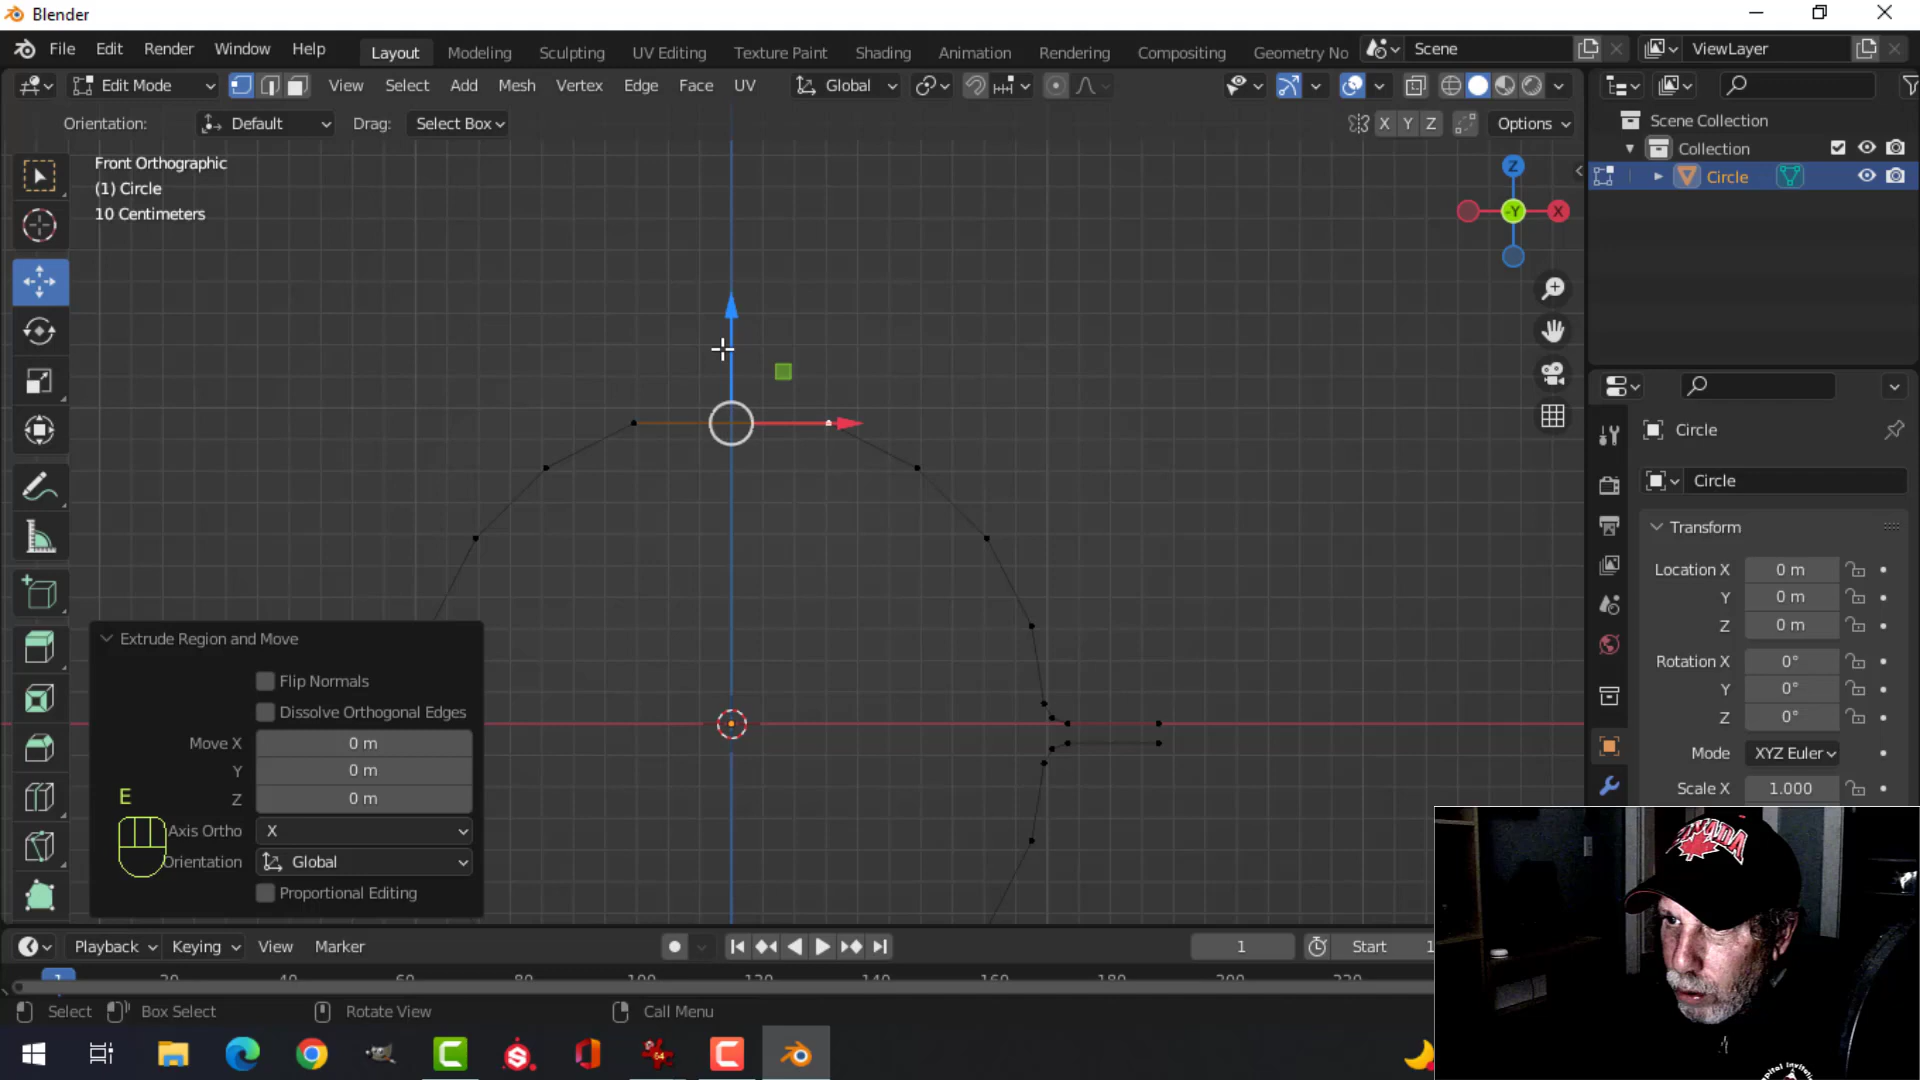 Blender
File Edit Render Window Help Layout Modeling Sculpting UV Editing Texture Paint Shading Animation Rendering Compositing Geometry No Scene ViewLayer
Edit Mode View Select Add Mesh Vertex Edge Face UV Global
Orientation: Default Drag: Select Box X Y Z Options
Front Orthographic
(1) Circle
10 Centimeters
Z
-Y X
Scene Collection
Collection
Circle
Circle
Circle
Transform
Location X 0 m
Y 0 m
Z 0 m
Rotation X 0°
Y 0°
Z 0°
Mode XYZ Euler
Scale X 1.000
Extrude Region and Move
Flip Normals
Dissolve Orthogonal Edges
Move X 0 m
Y 0 m
E
Z 0 m
Axis Ortho X
Orientation Global
Proportional Editing
Playback Keying View Marker 1 Start 1
1 20 40 60 80 100 120 140 160 180 200 220
Select Box Select Rotate View Call Menu
CANADA